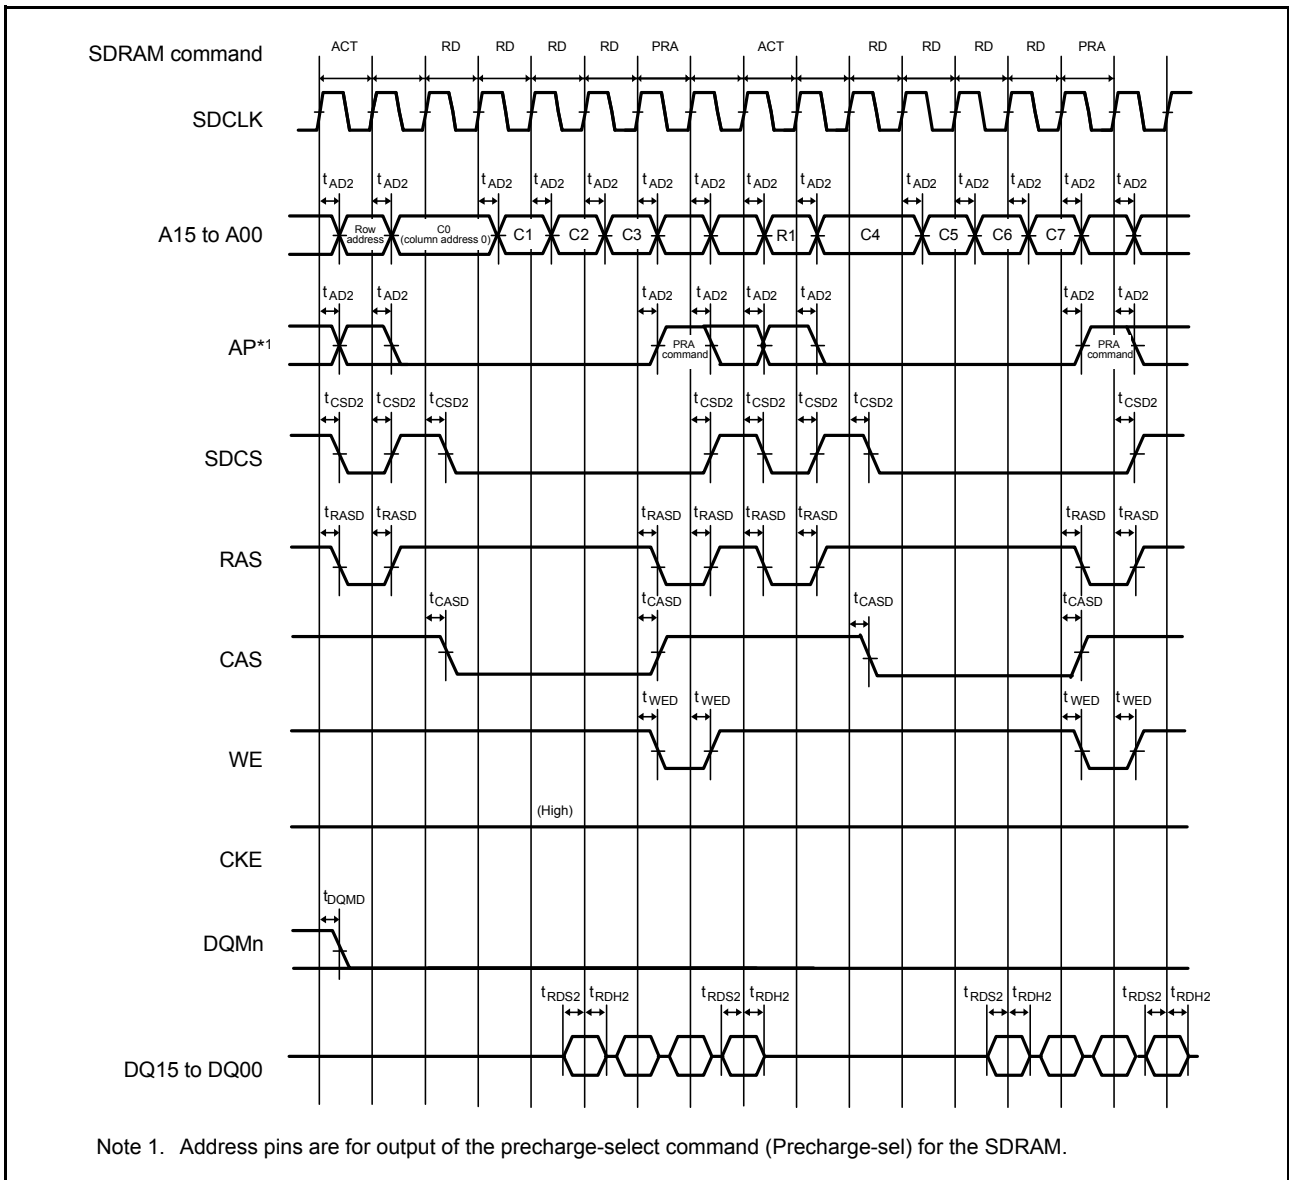 ACT RD RD RD RD PRA ACT RD RD RD RD PRA
SDRAM command
SDCLK
tAD2 tAD2 tAD2 tAD2 tAD2 tAD2 tAD2 tAD2 tAD2 tAD2 tAD2 tAD2 tAD2 tAD2
A15 to A00
Row address
C0 (column address 0)
C1 C2 C3 R1 C4 C5 C6 C7
tAD2 tAD2 tAD2 tAD2 tAD2 tAD2 tAD2 tAD2
AP*1
PRA command
PRA command
tCSD2 tCSD2 tCSD2 tCSD2 tCSD2 tCSD2 tCSD2 tCSD2
SDCS
tRASD tRASD tRASD tRASD tRASD tRASD tRASD tRASD
RAS
tCASD tCASD tCASD tCASD
CAS
tWED tWED tWED tWED
WE
(High)
CKE
tDQMD
DQMn
tRDS2 tRDH2 tRDS2 tRDH2 tRDS2 tRDH2 tRDS2 tRDH2
DQ15 to DQ00
Note 1. Address pins are for output of the precharge-select command (Precharge-sel) for the SDRAM.